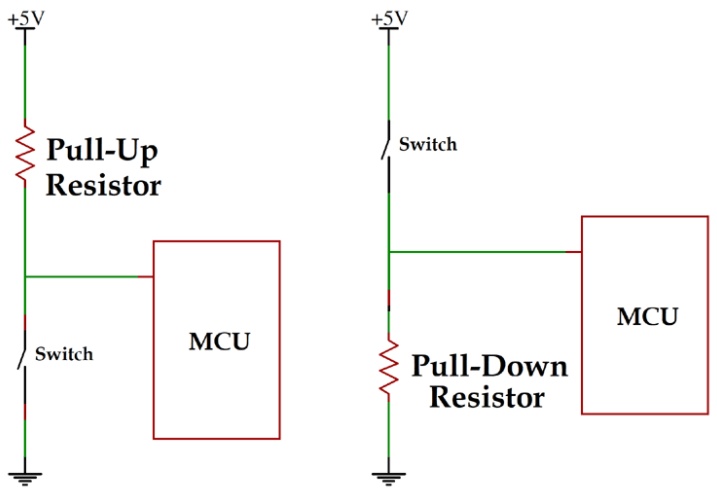 +5V
Pull-Up
Resistor
Switch
MCU
+5V
Switch
MCU
Pull-Down
Resistor